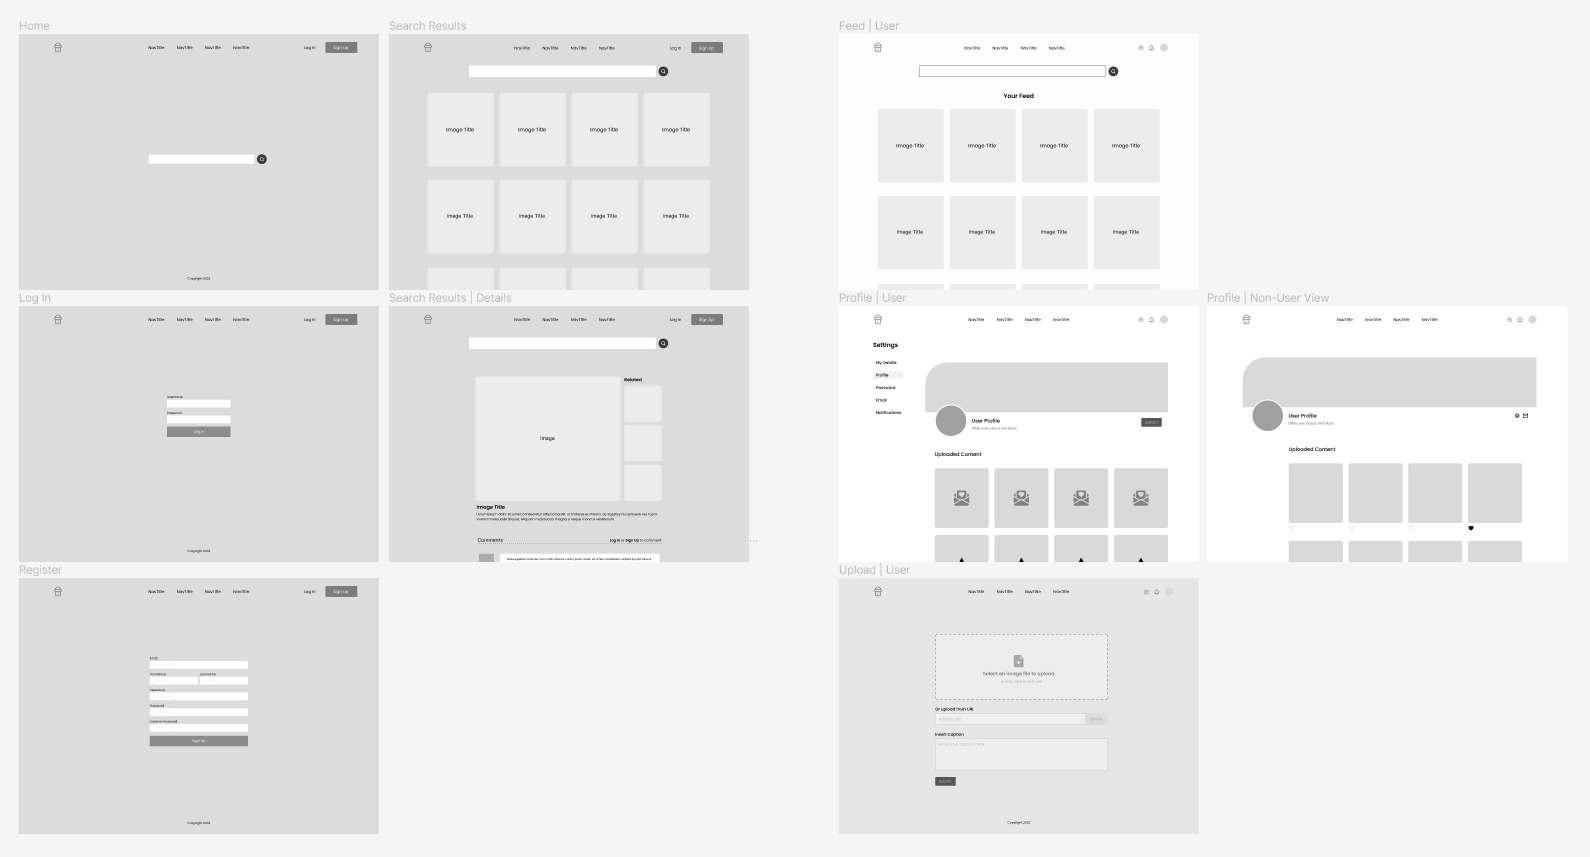 Home
NavTitle NavTitle NavTitle NavTitle Log In Sign Up
Copyright 2022
Search Results
NavTitle NavTitle NavTitle NavTitle Log In Sign Up
Image Title Image Title Image Title Image Title
Image Title Image Title Image Title Image Title
Feed | User
NavTitle NavTitle NavTitle NavTitle
Your Feed
Image Title Image Title Image Title Image Title
Image Title Image Title Image Title Image Title
Log In
NavTitle NavTitle NavTitle NavTitle Log In Sign Up
Username
Password
Log In
Copyright 2022
Search Results | Details
NavTitle NavTitle NavTitle NavTitle Log In Sign Up
Related
Image
Image Title
Comments Log In or Sign Up to comment
Profile | User
NavTitle NavTitle NavTitle NavTitle
Settings
My Details
Profile
Password
Email
Notifications
User Profile
Upload
Uploaded Content
Profile | Non-User View
NavTitle NavTitle NavTitle NavTitle
User Profile
Uploaded Content
Register
NavTitle NavTitle NavTitle NavTitle Log In Sign Up
Email
First Name Last Name
Username
Password
Confirm Password
Sign Up
Copyright 2022
Upload | User
NavTitle NavTitle NavTitle NavTitle
Select an image file to upload
Or upload from URL
Add file URL Upload
Insert Caption
Write your caption here
Submit
Copyright 2022